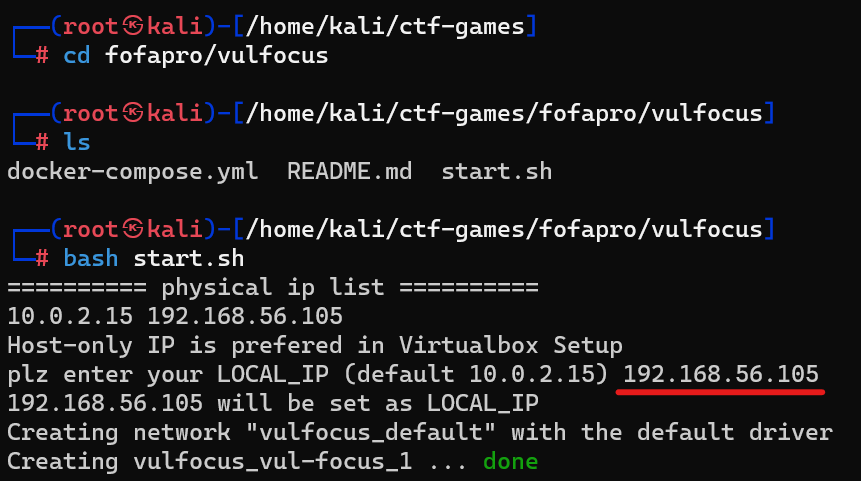 ┌──(root㉿kali)-[/home/kali/ctf-games]
└─# cd fofapro/vulfocus
┌──(root㉿kali)-[/home/kali/ctf-games/fofapro/vulfocus]
└─# ls
docker-compose.yml  README.md  start.sh
┌──(root㉿kali)-[/home/kali/ctf-games/fofapro/vulfocus]
└─# bash start.sh
========== physical ip list ==========
10.0.2.15 192.168.56.105
Host-only IP is prefered in Virtualbox Setup
plz enter your LOCAL_IP (default 10.0.2.15) 192.168.56.105
192.168.56.105 will be set as LOCAL_IP
Creating network "vulfocus_default" with the default driver
Creating vulfocus_vul-focus_1 ... done